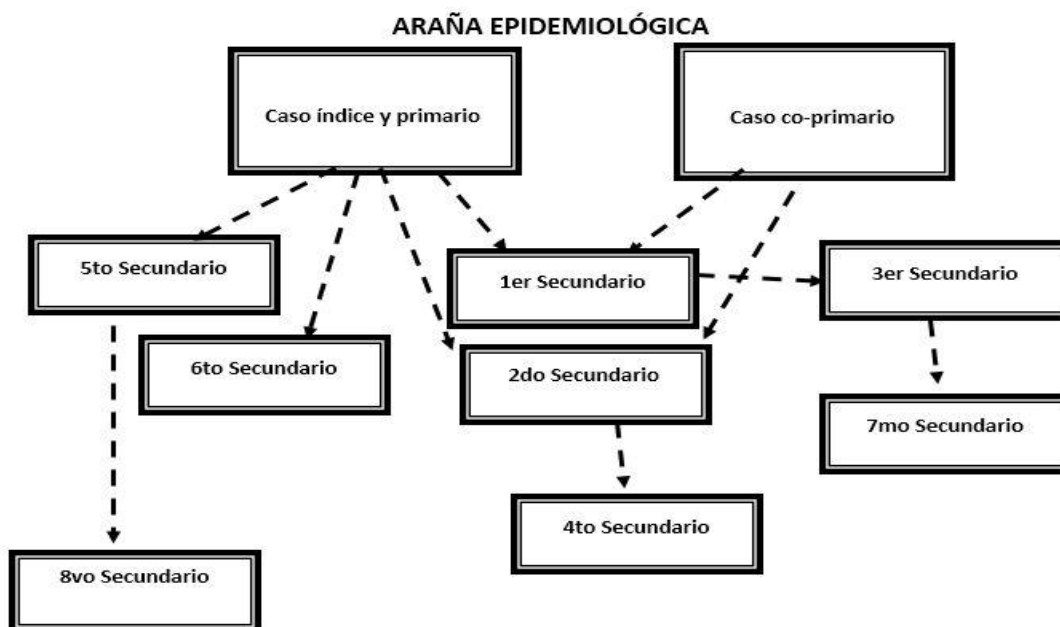 ARAÑA EPIDEMIOLÓGICA
Caso índice y primario
Caso co-primario
5to Secundario
1er Secundario
3er Secundario
6to Secundario
2do Secundario
7mo Secundario
4to Secundario
8vo Secundario